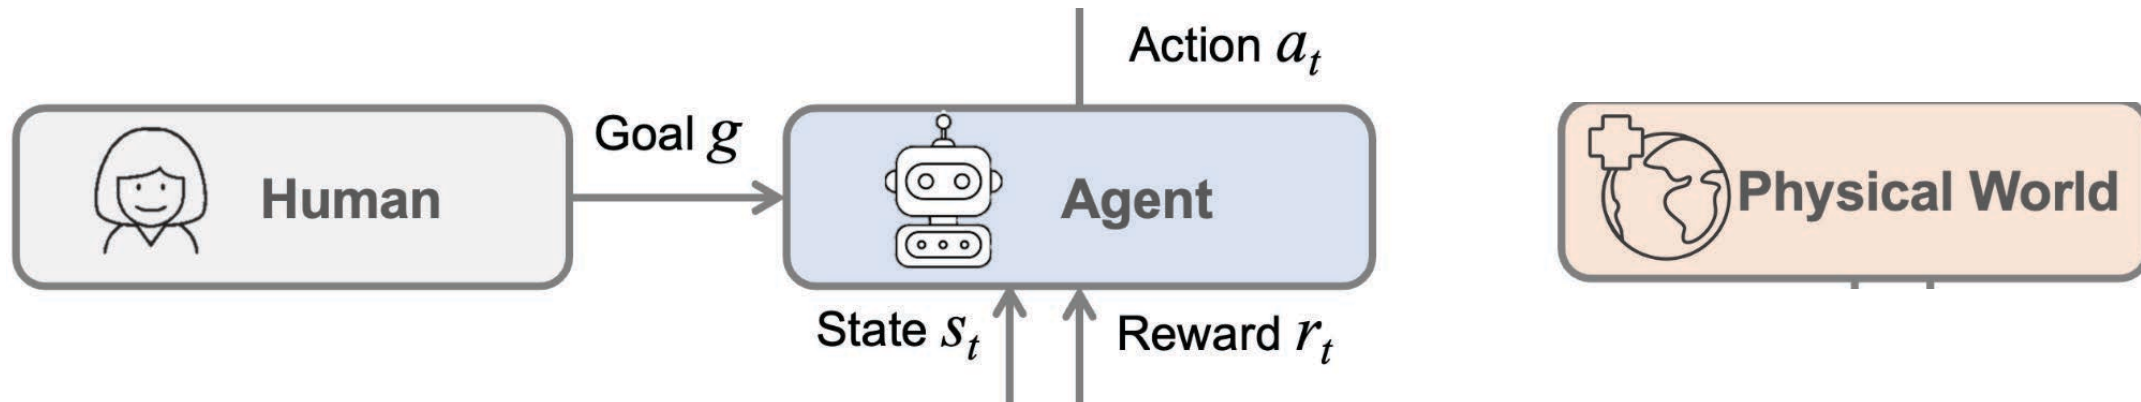 Action a_t
Goal g
Human
Agent
Physical World
State s_t
Reward r_t